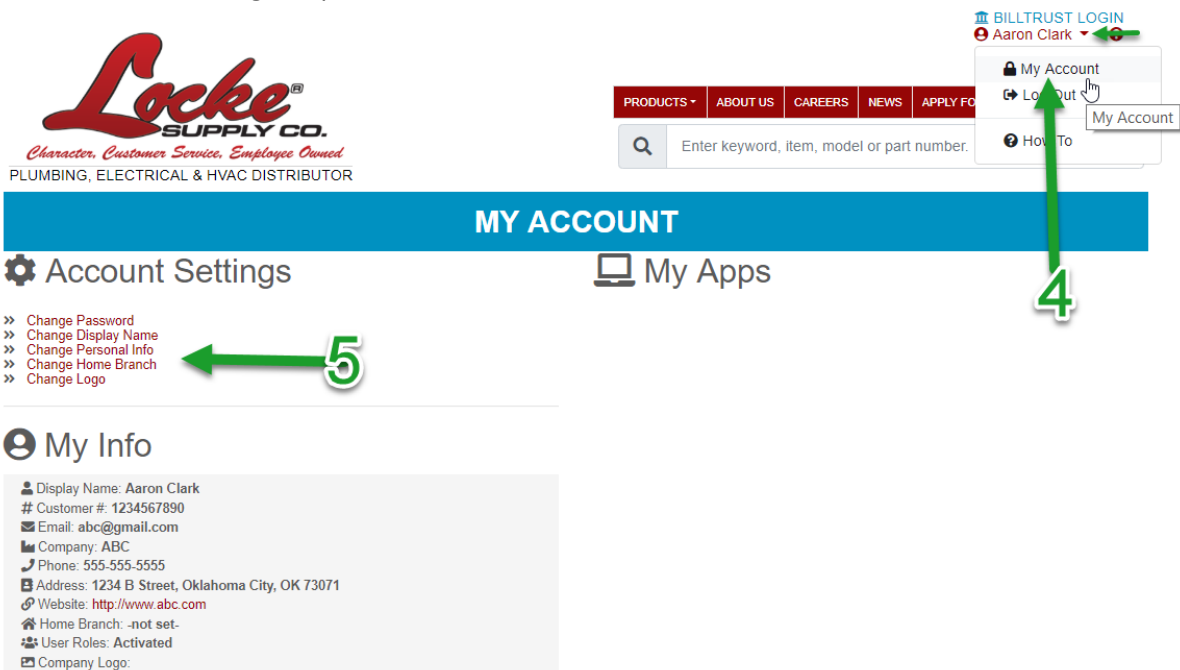 BILLTRUST LOGIN
Aaron Clark
My Account
Log Out
My Account
How To
Locke®
SUPPLY CO.
Character, Customer Service, Employee Owned
PLUMBING, ELECTRICAL & HVAC DISTRIBUTOR
PRODUCTS ABOUT US CAREERS NEWS APPLY FO
Enter keyword, item, model or part number.
MY ACCOUNT
Account Settings
My Apps
4
» Change Password
» Change Display Name
» Change Personal Info
» Change Home Branch
» Change Logo
5
My Info
Display Name: Aaron Clark
# Customer #: 1234567890
Email: abc@gmail.com
Company: ABC
Phone: 555-555-5555
Address: 1234 B Street, Oklahoma City, OK 73071
Website: http://www.abc.com
Home Branch: -not set-
User Roles: Activated
Company Logo: